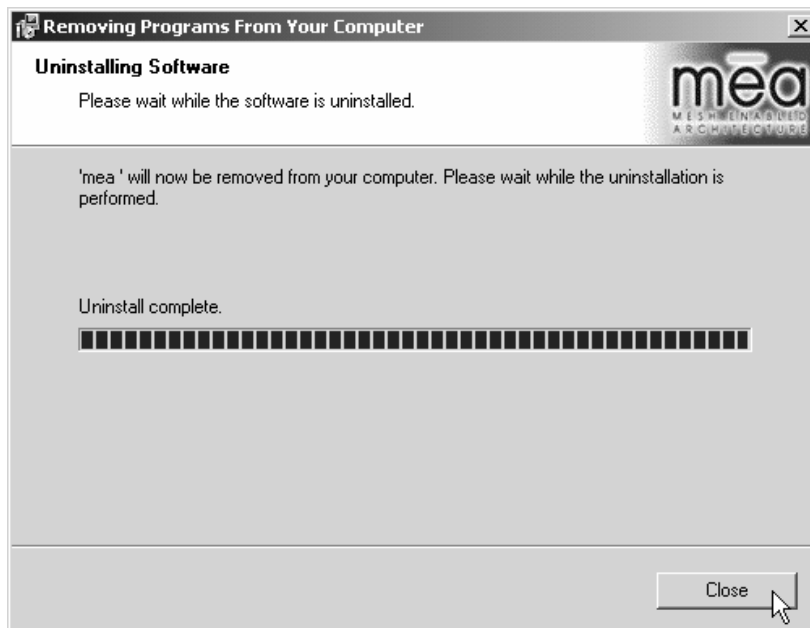 Removing Programs From Your Computer
Uninstalling Software
Please wait while the software is uninstalled.
mea
MESH ENABLED
ARCHITECTURE
'mea ' will now be removed from your computer. Please wait while the uninstallation is
performed.
Uninstall complete.
Close